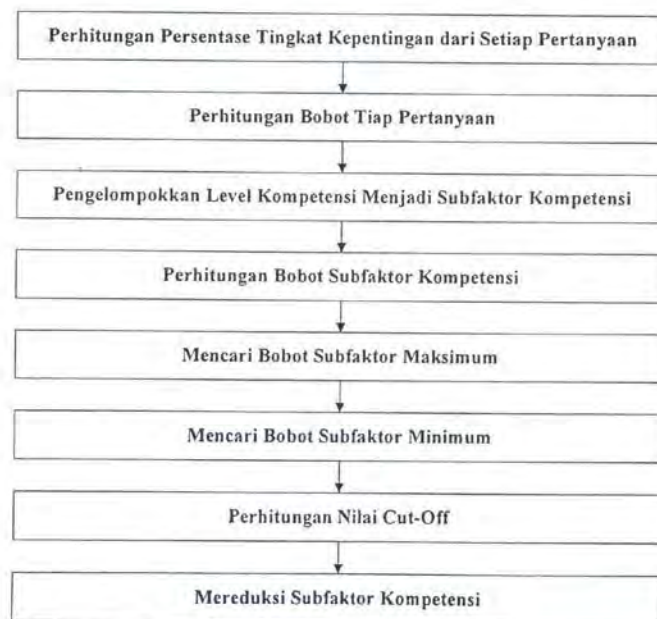 Perhitungan Persentase Tingkat Kepentingan dari Setiap Pertanyaan
Perhitungan Bobot Tiap Pertanyaan
Pengelompokkan Level Kompetensi Menjadi Subfaktor Kompetensi
Perhitungan Bobot Subfaktor Kompetensi
Mencari Bobot Subfaktor Maksimum
Mencari Bobot Subfaktor Minimum
Perhitungan Nilai Cut-Off
Mereduksi Subfaktor Kompetensi